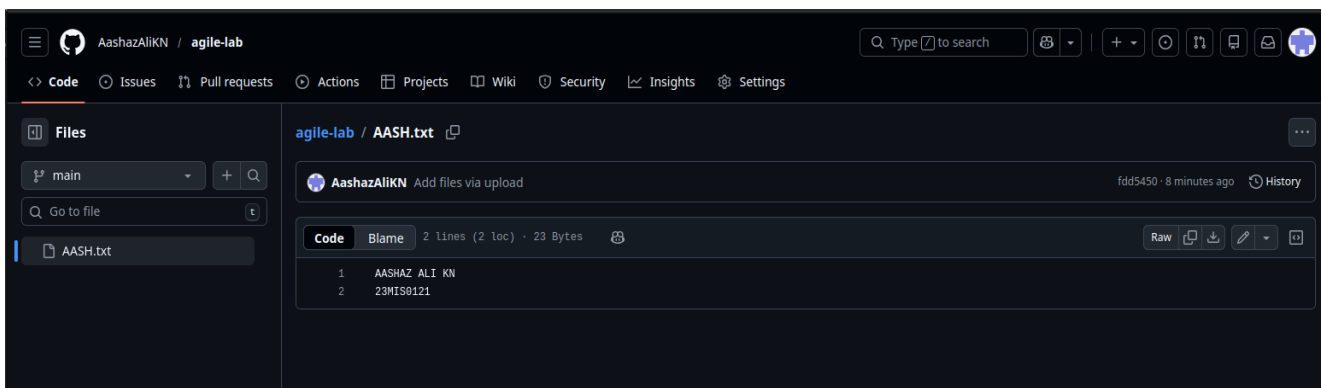 AashazAliKN / agile-lab
Type / to search
Code Issues Pull requests Actions Projects Wiki Security Insights Settings
Files
main
Go to file
t
AASH.txt
agile-lab / AASH.txt
AashazAliKN Add files via upload
fdd5450 · 8 minutes ago History
Code Blame 2 lines (2 loc) · 23 Bytes
Raw
1 AASHAZ ALI KN
2 23MIS0121